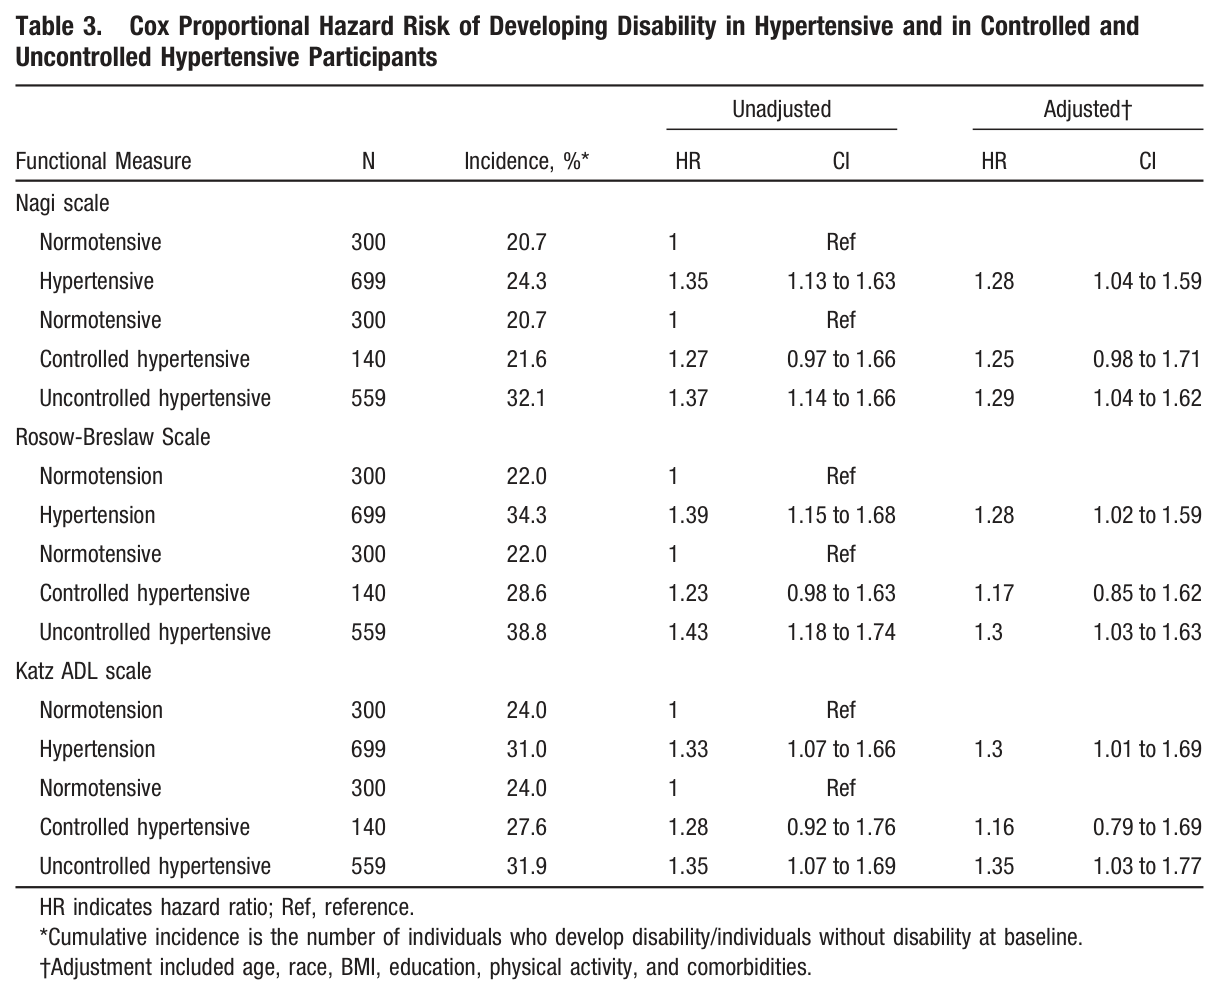 Table 3. Cox Proportional Hazard Risk of Developing Disability in Hypertensive and in Controlled and
Uncontrolled Hypertensive Participants
Unadjusted Adjusted†
Functional Measure N Incidence, %* HR CI HR CI
Nagi scale
Normotensive 300 20.7 1 Ref
Hypertensive 699 24.3 1.35 1.13 to 1.63 1.28 1.04 to 1.59
Normotensive 300 20.7 1 Ref
Controlled hypertensive 140 21.6 1.27 0.97 to 1.66 1.25 0.98 to 1.71
Uncontrolled hypertensive 559 32.1 1.37 1.14 to 1.66 1.29 1.04 to 1.62
Rosow-Breslaw Scale
Normotension 300 22.0 1 Ref
Hypertension 699 34.3 1.39 1.15 to 1.68 1.28 1.02 to 1.59
Normotensive 300 22.0 1 Ref
Controlled hypertensive 140 28.6 1.23 0.98 to 1.63 1.17 0.85 to 1.62
Uncontrolled hypertensive 559 38.8 1.43 1.18 to 1.74 1.3 1.03 to 1.63
Katz ADL scale
Normotension 300 24.0 1 Ref
Hypertension 699 31.0 1.33 1.07 to 1.66 1.3 1.01 to 1.69
Normotensive 300 24.0 1 Ref
Controlled hypertensive 140 27.6 1.28 0.92 to 1.76 1.16 0.79 to 1.69
Uncontrolled hypertensive 559 31.9 1.35 1.07 to 1.69 1.35 1.03 to 1.77
HR indicates hazard ratio; Ref, reference.
*Cumulative incidence is the number of individuals who develop disability/individuals without disability at baseline.
†Adjustment included age, race, BMI, education, physical activity, and comorbidities.